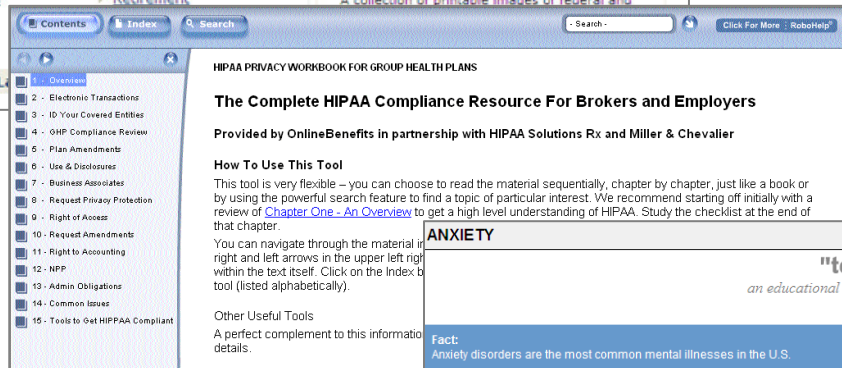 Retirement
A collection of printable images of federal and
Contents
Index
Search
- Search -
Click For More RoboHelp
1 - Overview
2 - Electronic Transactions
3 - ID Your Covered Entities
4 - GHP Compliance Review
5 - Plan Amendments
6 - Use & Disclosures
7 - Business Associates
8 - Request Privacy Protection
9 - Right of Access
10 - Request Amendments
11 - Right to Accounting
12 - NPP
13 - Admin Obligations
14 - Common Issues
15 - Tools to Get HIPPAA Compliant
HIPAA PRIVACY WORKBOOK FOR GROUP HEALTH PLANS
The Complete HIPAA Compliance Resource For Brokers and Employers
Provided by OnlineBenefits in partnership with HIPAA Solutions Rx and Miller & Chevalier
How To Use This Tool
This tool is very flexible – you can choose to read the material sequentially, chapter by chapter, just like a book or
by using the powerful search feature to find a topic of particular interest. We recommend starting off initially with a
review of Chapter One - An Overview to get a high level understanding of HIPAA. Study the checklist at the end of
that chapter.
You can navigate through the material in
right and left arrows in the upper left righ
within the text itself. Click on the Index b
tool (listed alphabetically).
Other Useful Tools
A perfect complement to this informatio
details.
ANXIETY
"t
an educational
Fact:
Anxiety disorders are the most common mental illnesses in the U.S.